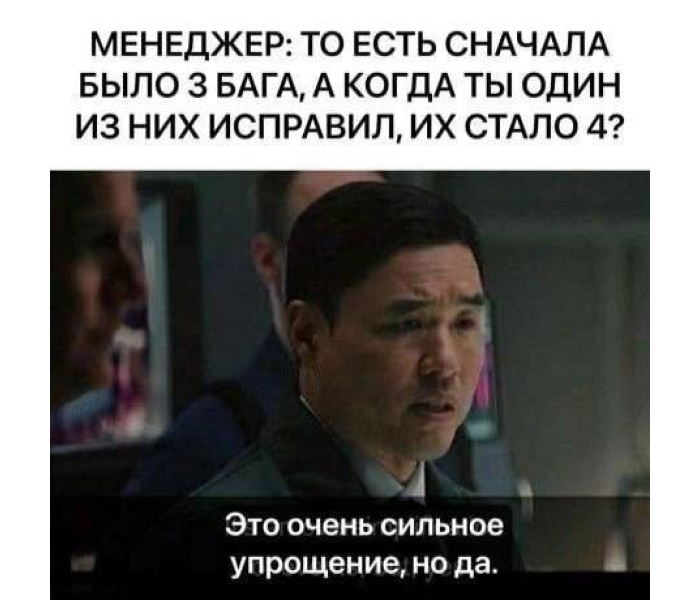 МЕНЕДЖЕР: ТО ЕСТЬ СНАЧАЛА
БЫЛО 3 БАГА, А КОГДА ТЫ ОДИН
ИЗ НИХ ИСПРАВИЛ, ИХ СТАЛО 4?
Это очень сильное
упрощение, но да.